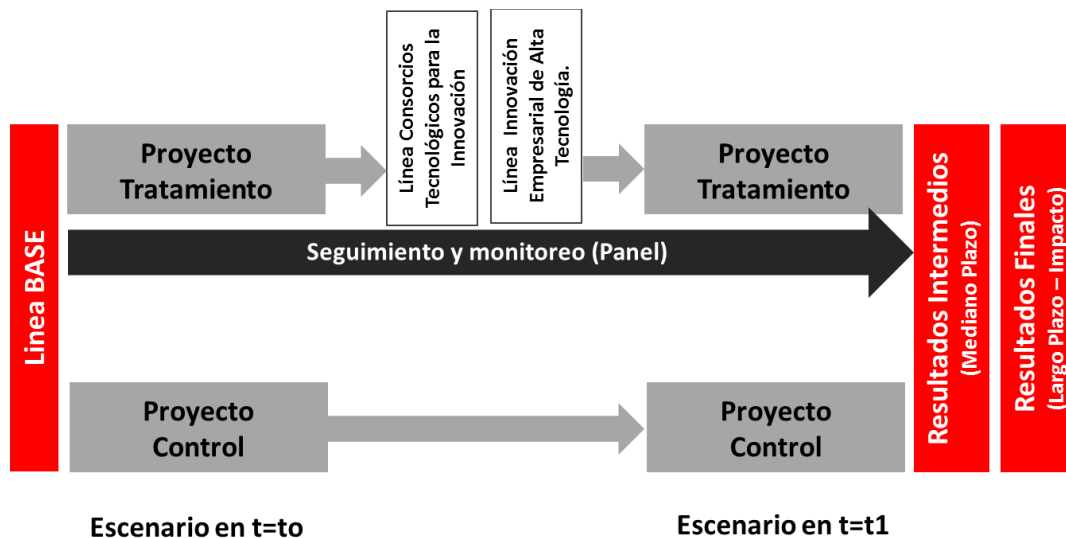 Linea BASE
Proyecto
Tratamiento
Línea Consorcios
Tecnológicos para la
Innovación
Línea Innovación
Empresarial de Alta
Tecnología.
Proyecto
Tratamiento
Seguimiento y monitoreo (Panel)
Proyecto
Control
Proyecto
Control
Resultados Intermedios
(Mediano Plazo)
Resultados Finales
(Largo Plazo – Impacto)
Escenario en t=to
Escenario en t=t1